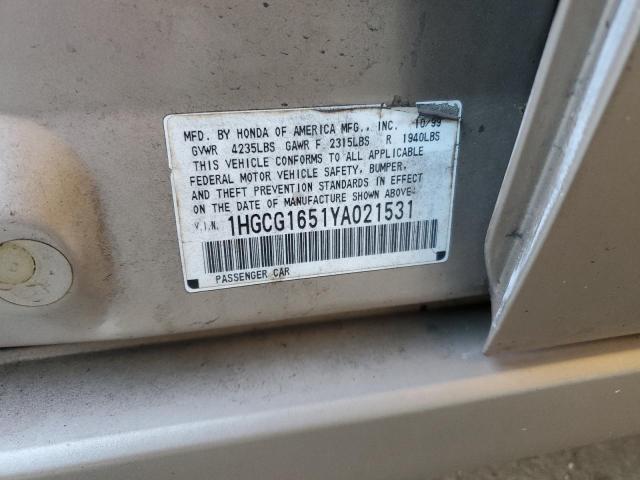 MFD. BY HONDA OF AMERICA MFG., INC. 10/99
GVWR 4235LBS GAWR F 2315LBS R 1940LBS
THIS VEHICLE CONFORMS TO ALL APPLICABLE
FEDERAL MOTOR VEHICLE SAFETY, BUMPER,
AND THEFT PREVENTION STANDARDS IN EFFECT
ON THE DATE OF MANUFACTURE SHOWN ABOVE.
V.I.N. 1HGCG1651YA021531
PASSENGER CAR